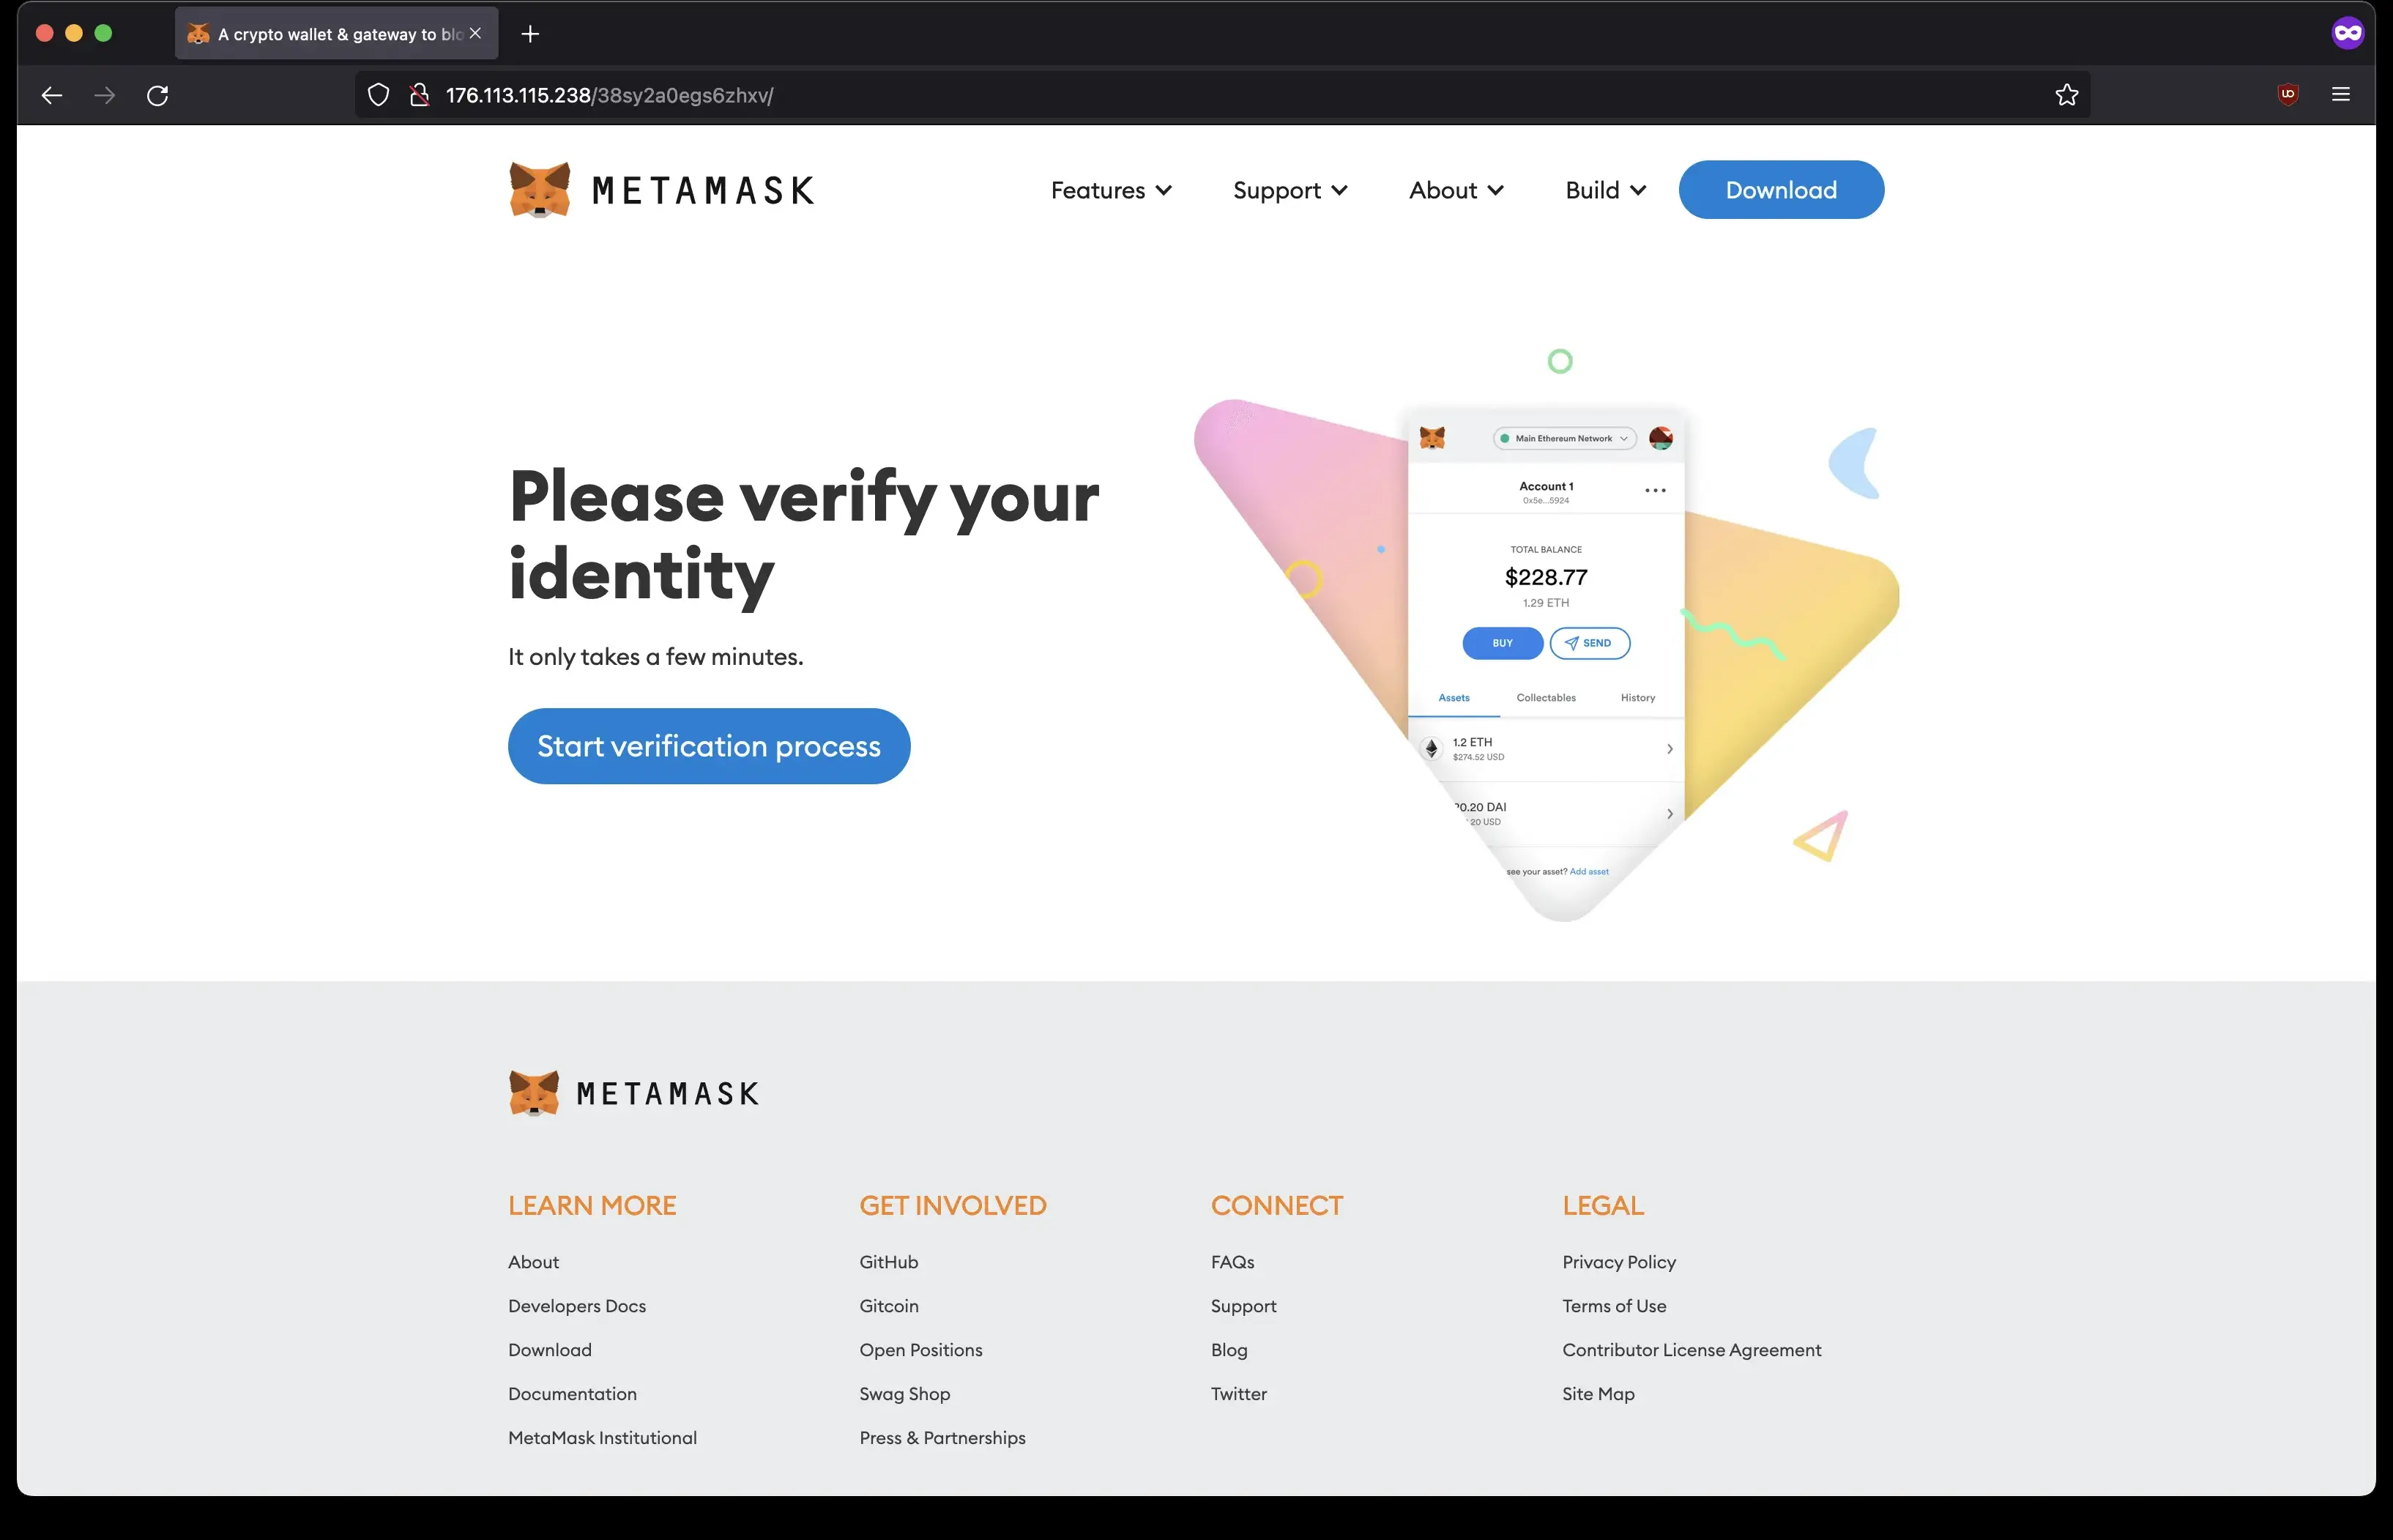 A crypto wallet & gateway to blo
176.113.115.238/38sy2a0egs6zhxv/
METAMASK
Features
Support
About
Build
Download
Please verify your
identity
It only takes a few minutes.
Start verification process
Main Ethereum Network
Account 1
0x5e...5924
TOTAL BALANCE
$228.77
1.29 ETH
BUY
SEND
Assets
Collectables
History
1.2 ETH
$274.52 USD
20.20 DAI
20 USD
see your asset? Add asset
METAMASK
LEARN MORE
About
Developers Docs
Download
Documentation
MetaMask Institutional
GET INVOLVED
GitHub
Gitcoin
Open Positions
Swag Shop
Press & Partnerships
CONNECT
FAQs
Support
Blog
Twitter
LEGAL
Privacy Policy
Terms of Use
Contributor License Agreement
Site Map